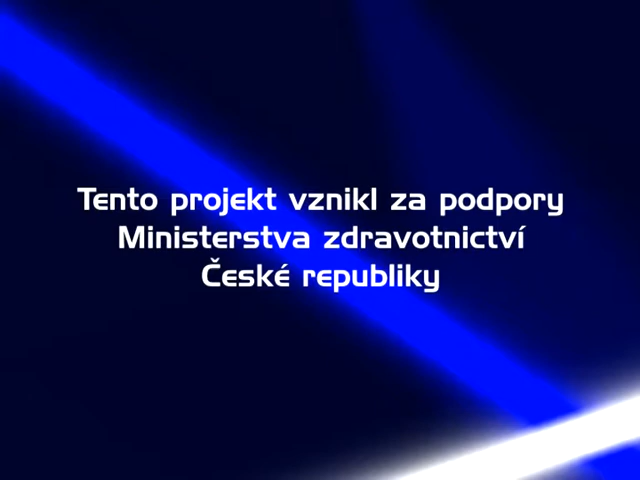 Tento projekt vznikl za podpory
Ministerstva zdravotnictví
České republiky